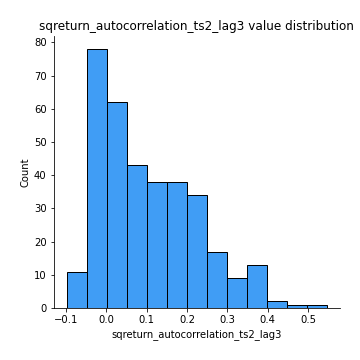 sqreturn_autocorrelation_ts2_lag3 value distribution
80
70
60
50
40
30
20
10
0
Count
−0.1 0.0 0.1 0.2 0.3 0.4 0.5
sqreturn_autocorrelation_ts2_lag3